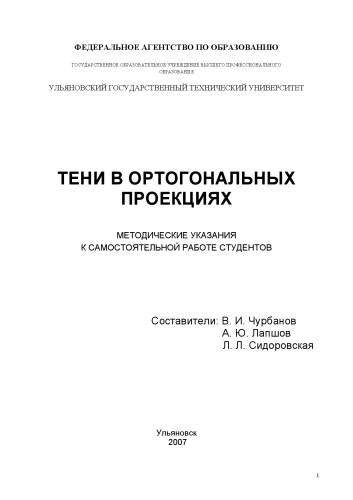 ФЕДЕРАЛЬНОЕ АГЕНТСТВО ПО ОБРАЗОВАНИЮ
ГОСУДАРСТВЕННОЕ ОБРАЗОВАТЕЛЬНОЕ УЧРЕЖДЕНИЕ ВЫСШЕГО ПРОФЕССИОНАЛЬНОГО
ОБРАЗОВАНИЯ
УЛЬЯНОВСКИЙ ГОСУДАРСТВЕННЫЙ ТЕХНИЧЕСКИЙ УНИВЕРСИТЕТ
ТЕНИ В ОРТОГОНАЛЬНЫХ
ПРОЕКЦИЯХ
МЕТОДИЧЕСКИЕ УКАЗАНИЯ
К САМОСТОЯТЕЛЬНОЙ РАБОТЕ СТУДЕНТОВ
Составители: В. И. Чурбанов
А. Ю. Лапшов
Л. Л. Сидоровская
Ульяновск
2007
1